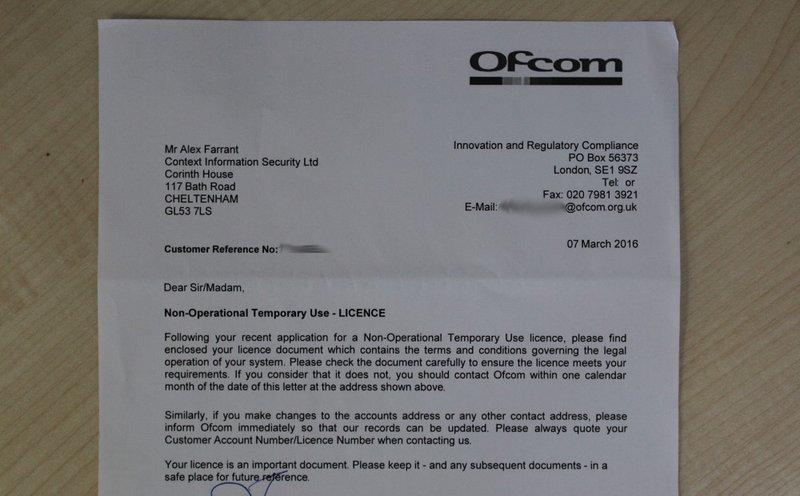 Ofcom
Mr Alex Farrant
Context Information Security Ltd
Corinth House
117 Bath Road
CHELTENHAM
GL53 7LS
Innovation and Regulatory Compliance
PO Box 56373
London, SE1 9SZ
Tel: or
Fax: 020 7981 3921
E-Mail: @ofcom.org.uk
Customer Reference No:
07 March 2016
Dear Sir/Madam,
Non-Operational Temporary Use - LICENCE
Following your recent application for a Non-Operational Temporary Use licence, please find
enclosed your licence document which contains the terms and conditions governing the legal
operation of your system. Please check the document carefully to ensure the licence meets your
requirements. If you consider that it does not, you should contact Ofcom within one calendar
month of the date of this letter at the address shown above.
Similarly, if you make changes to the accounts address or any other contact address, please
inform Ofcom immediately so that our records can be updated. Please always quote your
Customer Account Number/Licence Number when contacting us.
Your licence is an important document. Please keep it - and any subsequent documents - in a
safe place for future reference.